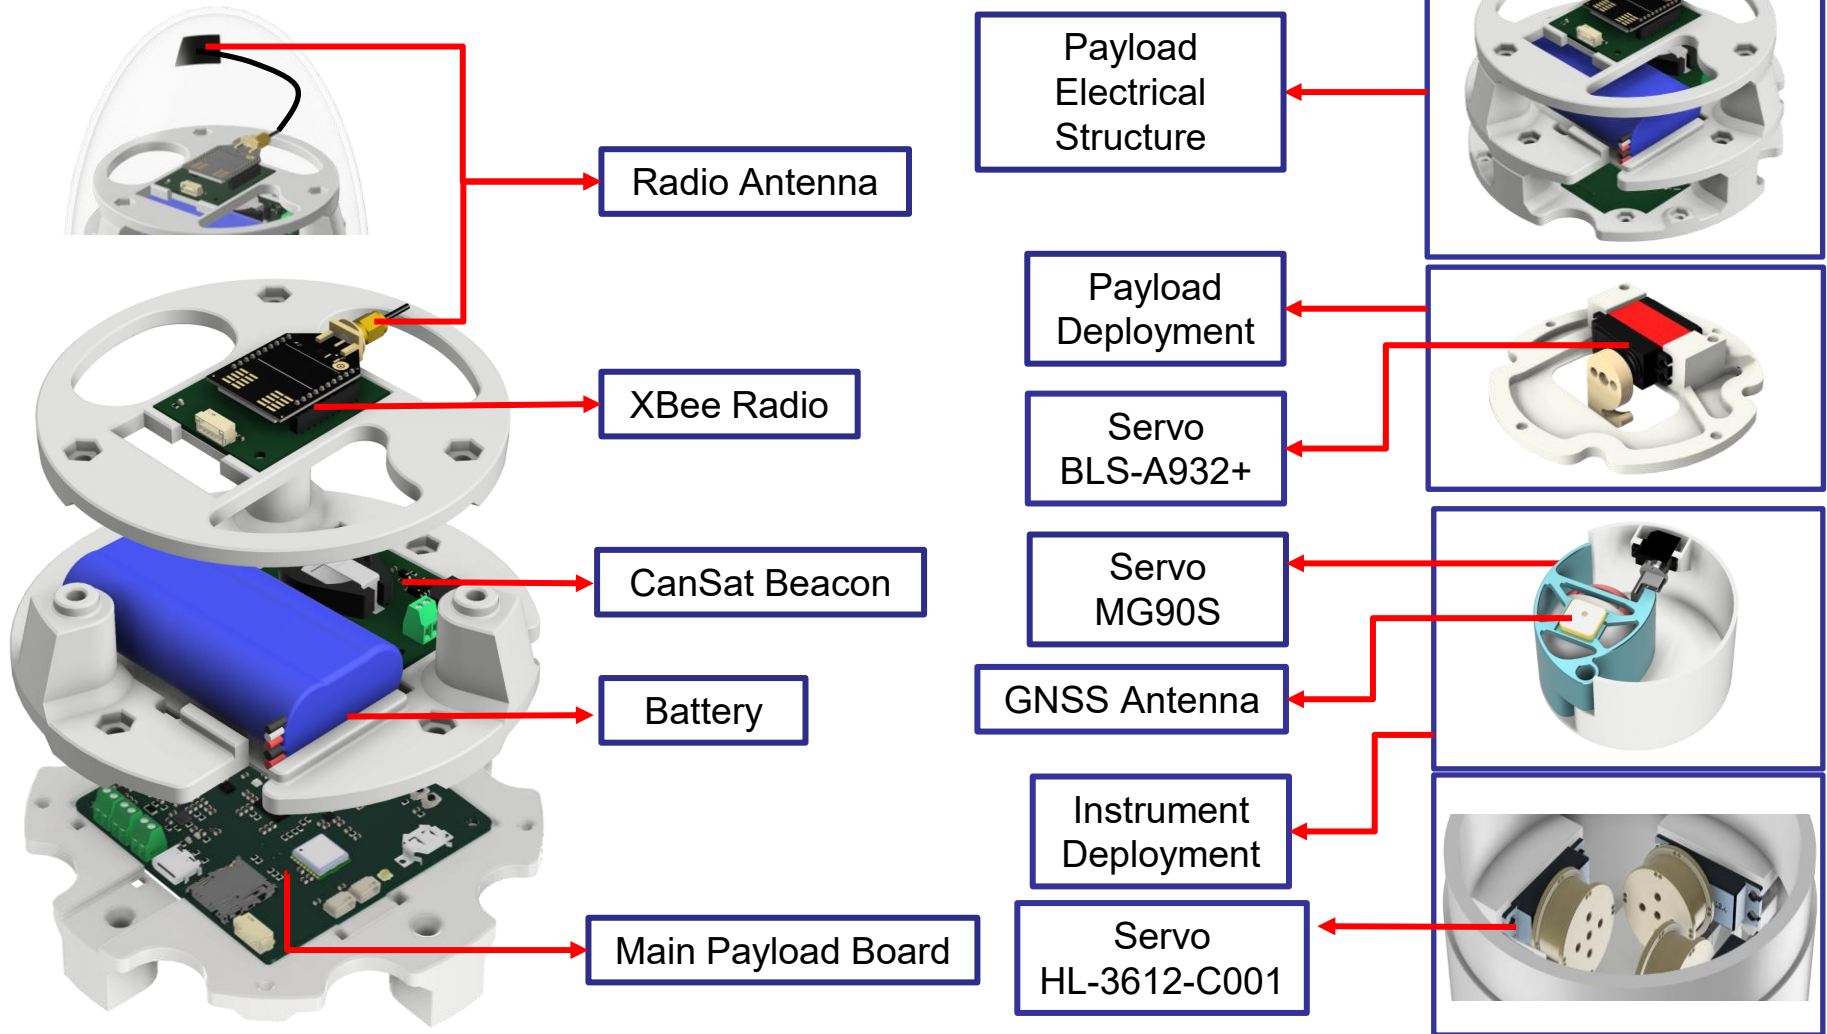 Radio Antenna
XBee Radio
CanSat Beacon
Battery
Main Payload Board
Payload
Electrical
Structure
Payload
Deployment
Servo
BLS-A932+
Servo
MG90S
GNSS Antenna
Instrument
Deployment
Servo
HL-3612-C001